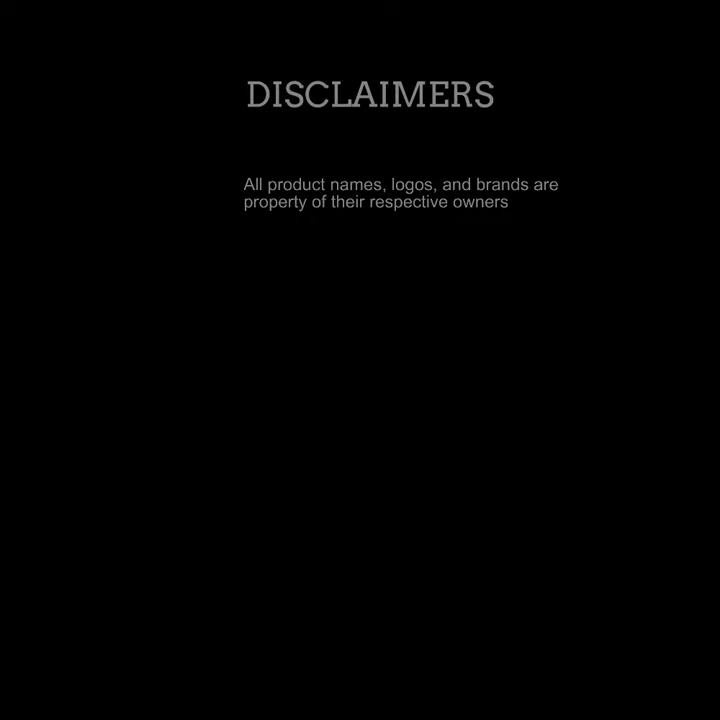 DISCLAIMERS
All product names, logos, and brands are
property of their respective owners